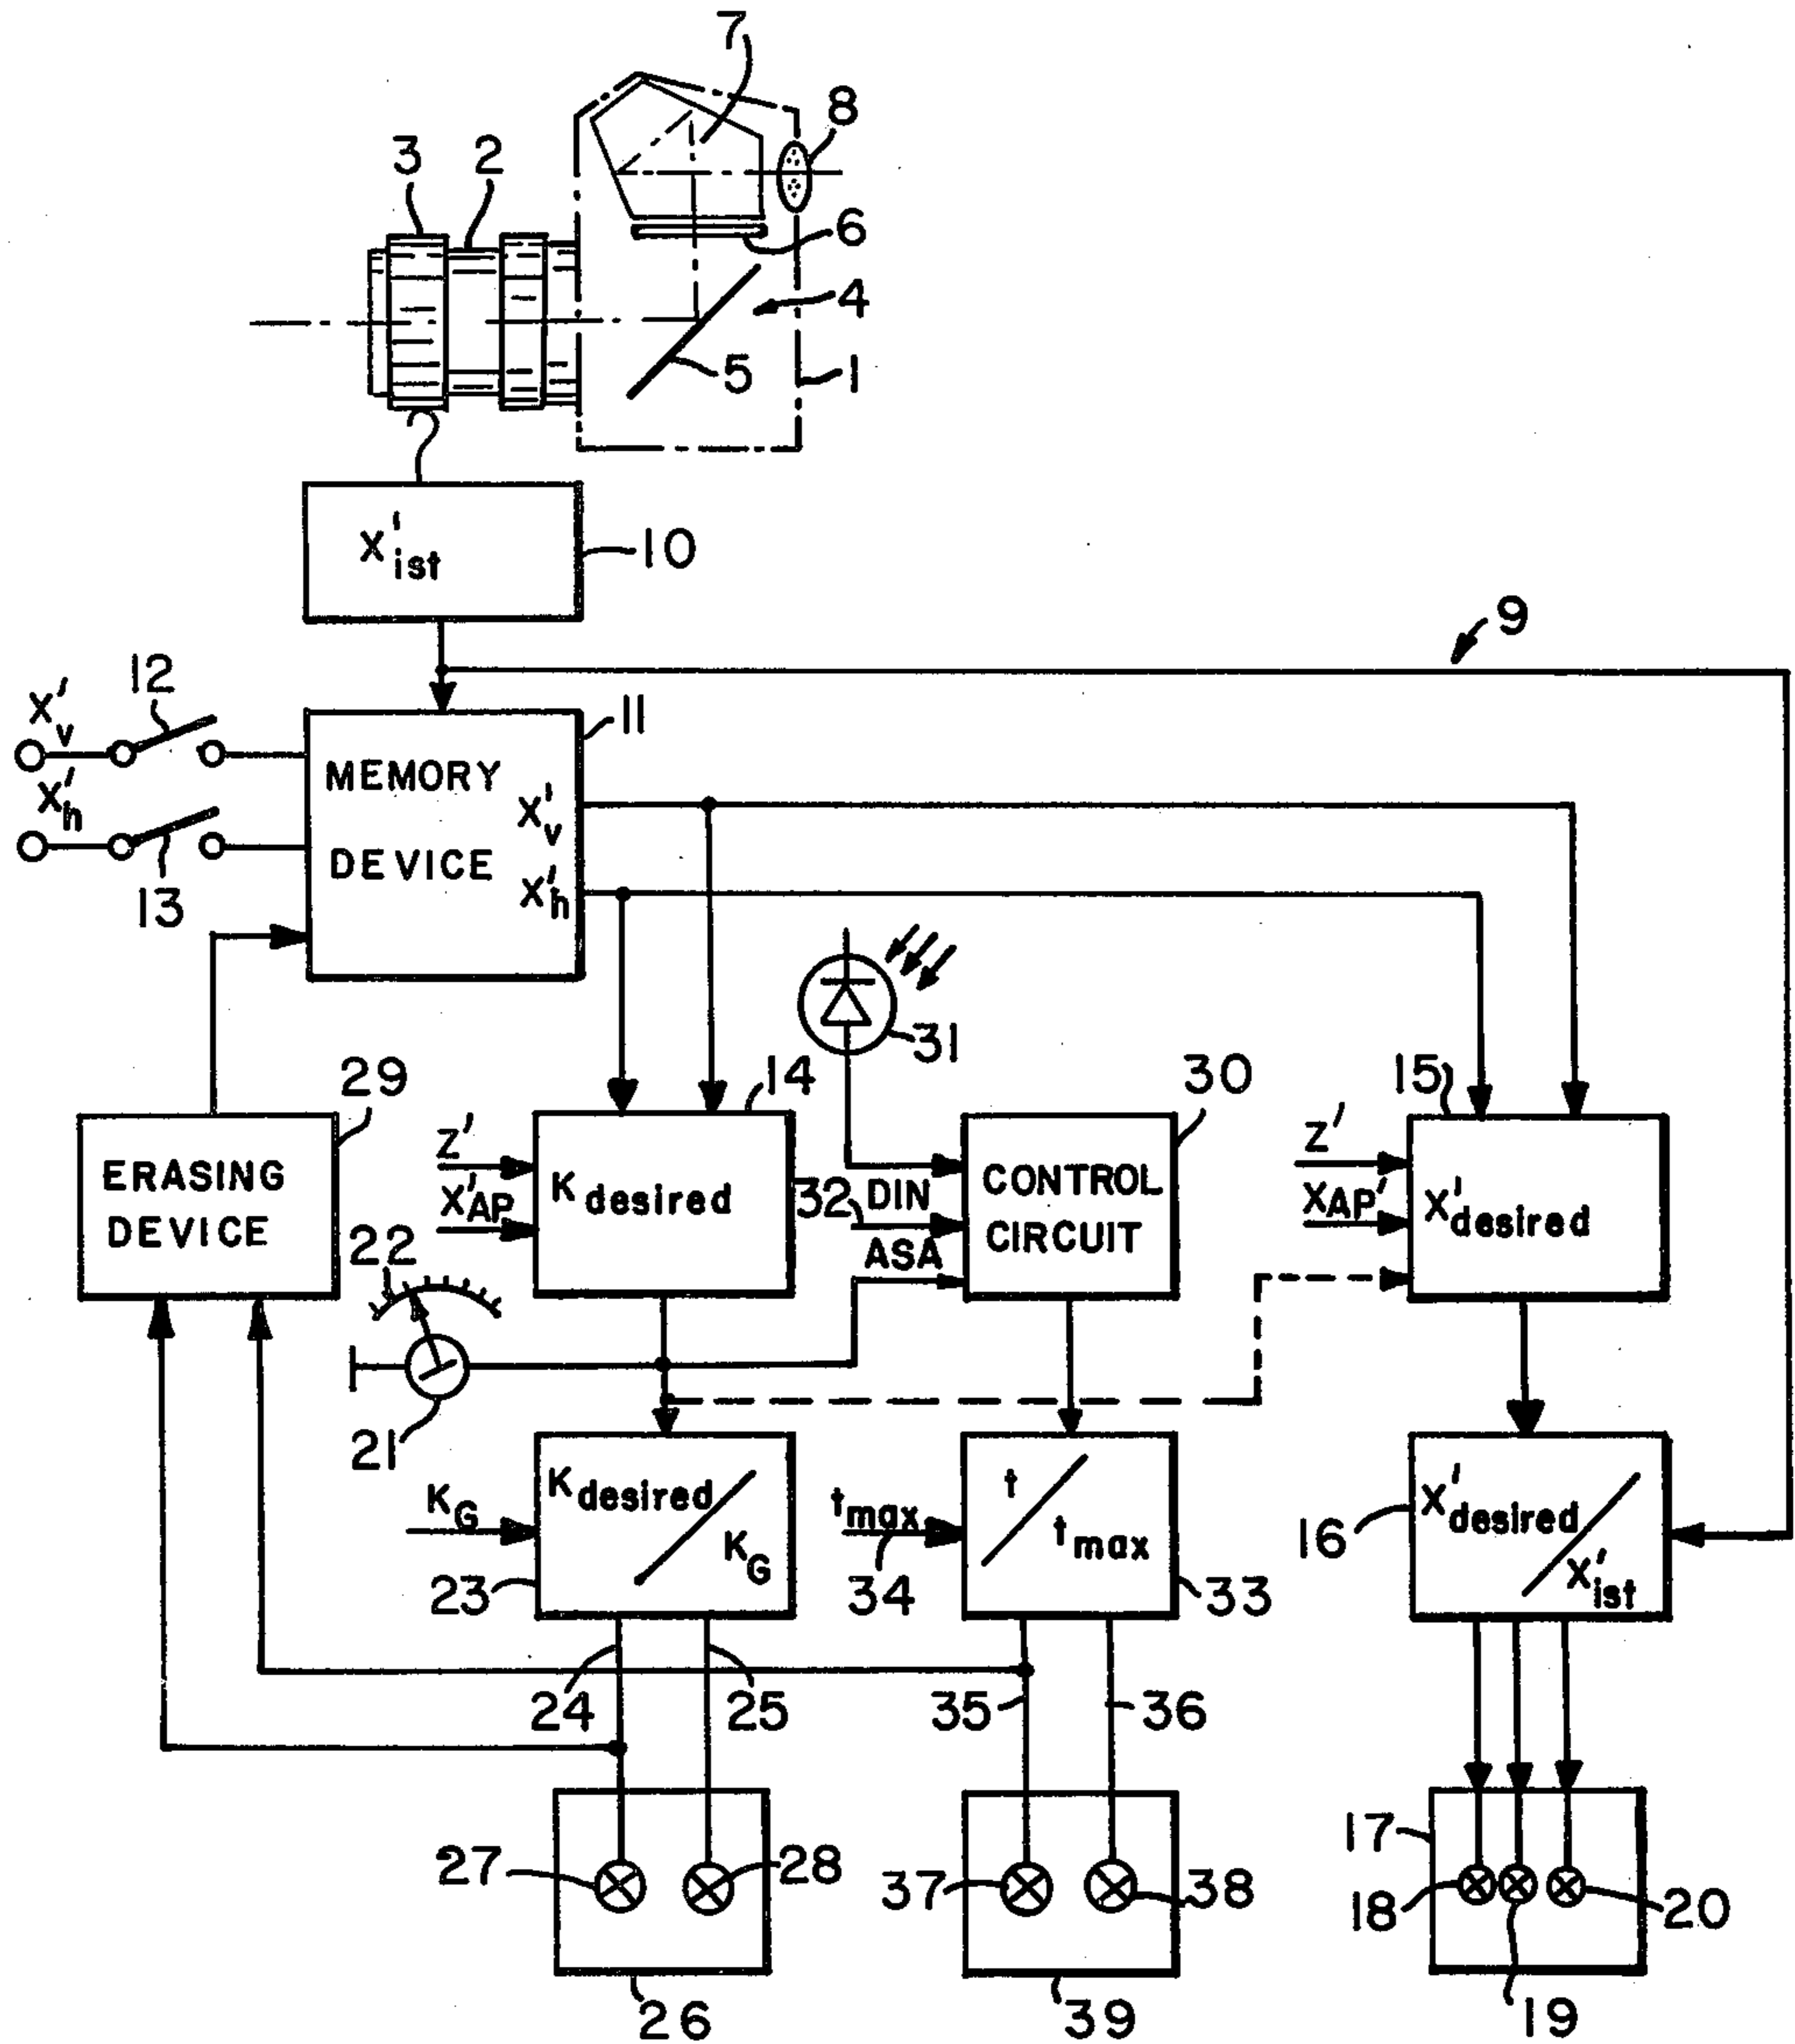 7
8
3
2
6
4
5
1
x'ist
10
9
12
x'v
11
MEMORY
x'v
x'h
DEVICE
x'h
13
31
29
14
30
15
ERASING
DEVICE
z'
x'AP
Kdesired
32
DIN
ASA
CONTROL
CIRCUIT
z'
xAP'
x'desired
22
21
KG
Kdesired
KG
23
tmax
34
t
tmax
33
16
x'desired
x'ist
24
25
35
36
27
28
37
38
17
18
20
26
39
19